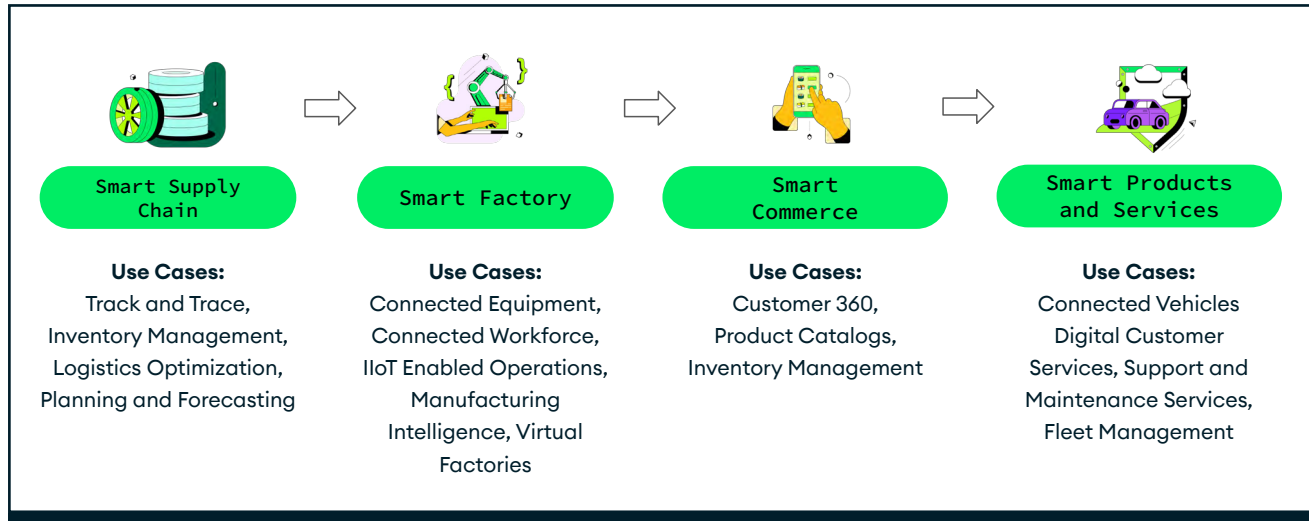 Smart Supply
Chain
Use Cases:
Track and Trace,
Inventory Management,
Logistics Optimization,
Planning and Forecasting
Smart Factory
Use Cases:
Connected Equipment,
Connected Workforce,
IIoT Enabled Operations,
Manufacturing
Intelligence, Virtual
Factories
Smart
Commerce
Use Cases:
Customer 360,
Product Catalogs,
Inventory Management
Smart Products
and Services
Use Cases:
Connected Vehicles
Digital Customer
Services, Support and
Maintenance Services,
Fleet Management